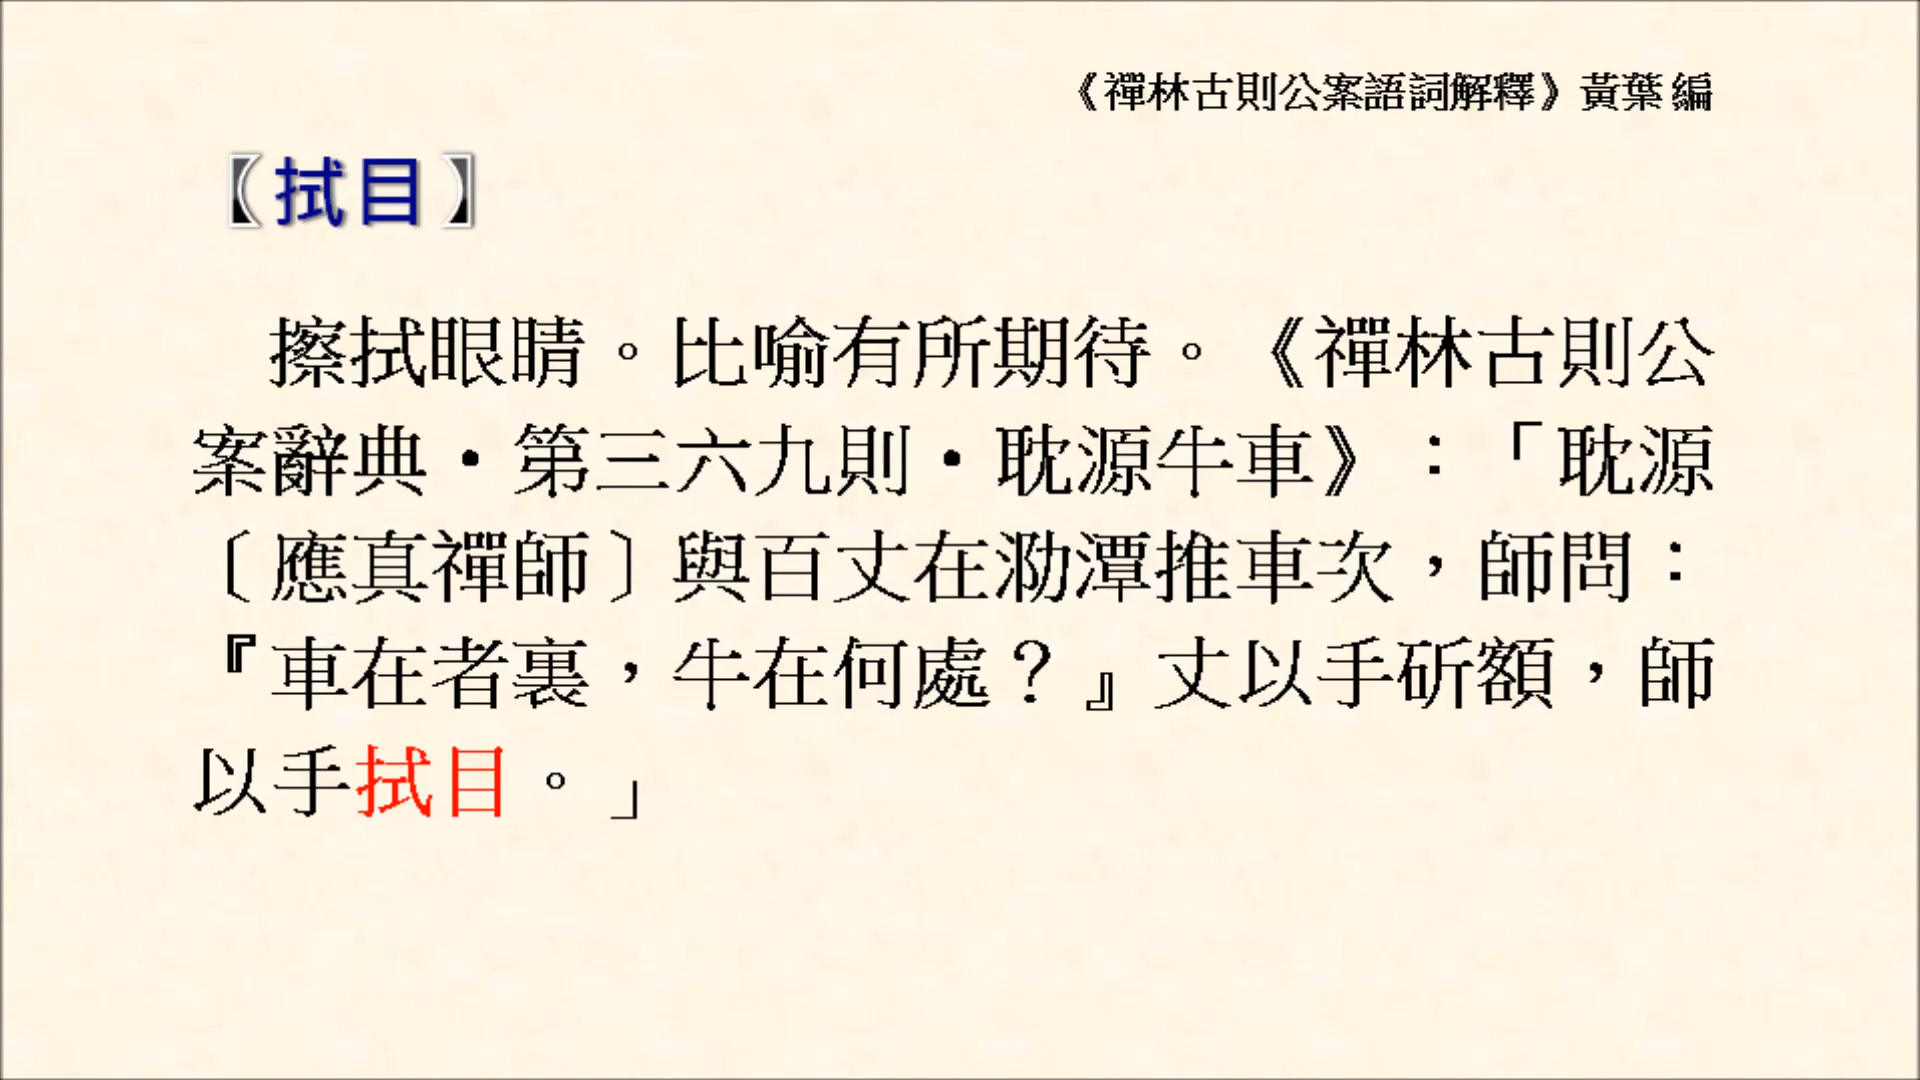 《禪林古則公案語詞解釋》黃葉 編
【拭目】
擦拭眼睛。比喻有所期待。《禪林古則公
案辭典・第三六九則・耽源牛車》：「耽源
〔應真禪師〕與百丈在泐潭推車次，師問：
『車在者裏，牛在何處？』丈以手斫額，師
以手拭目。」